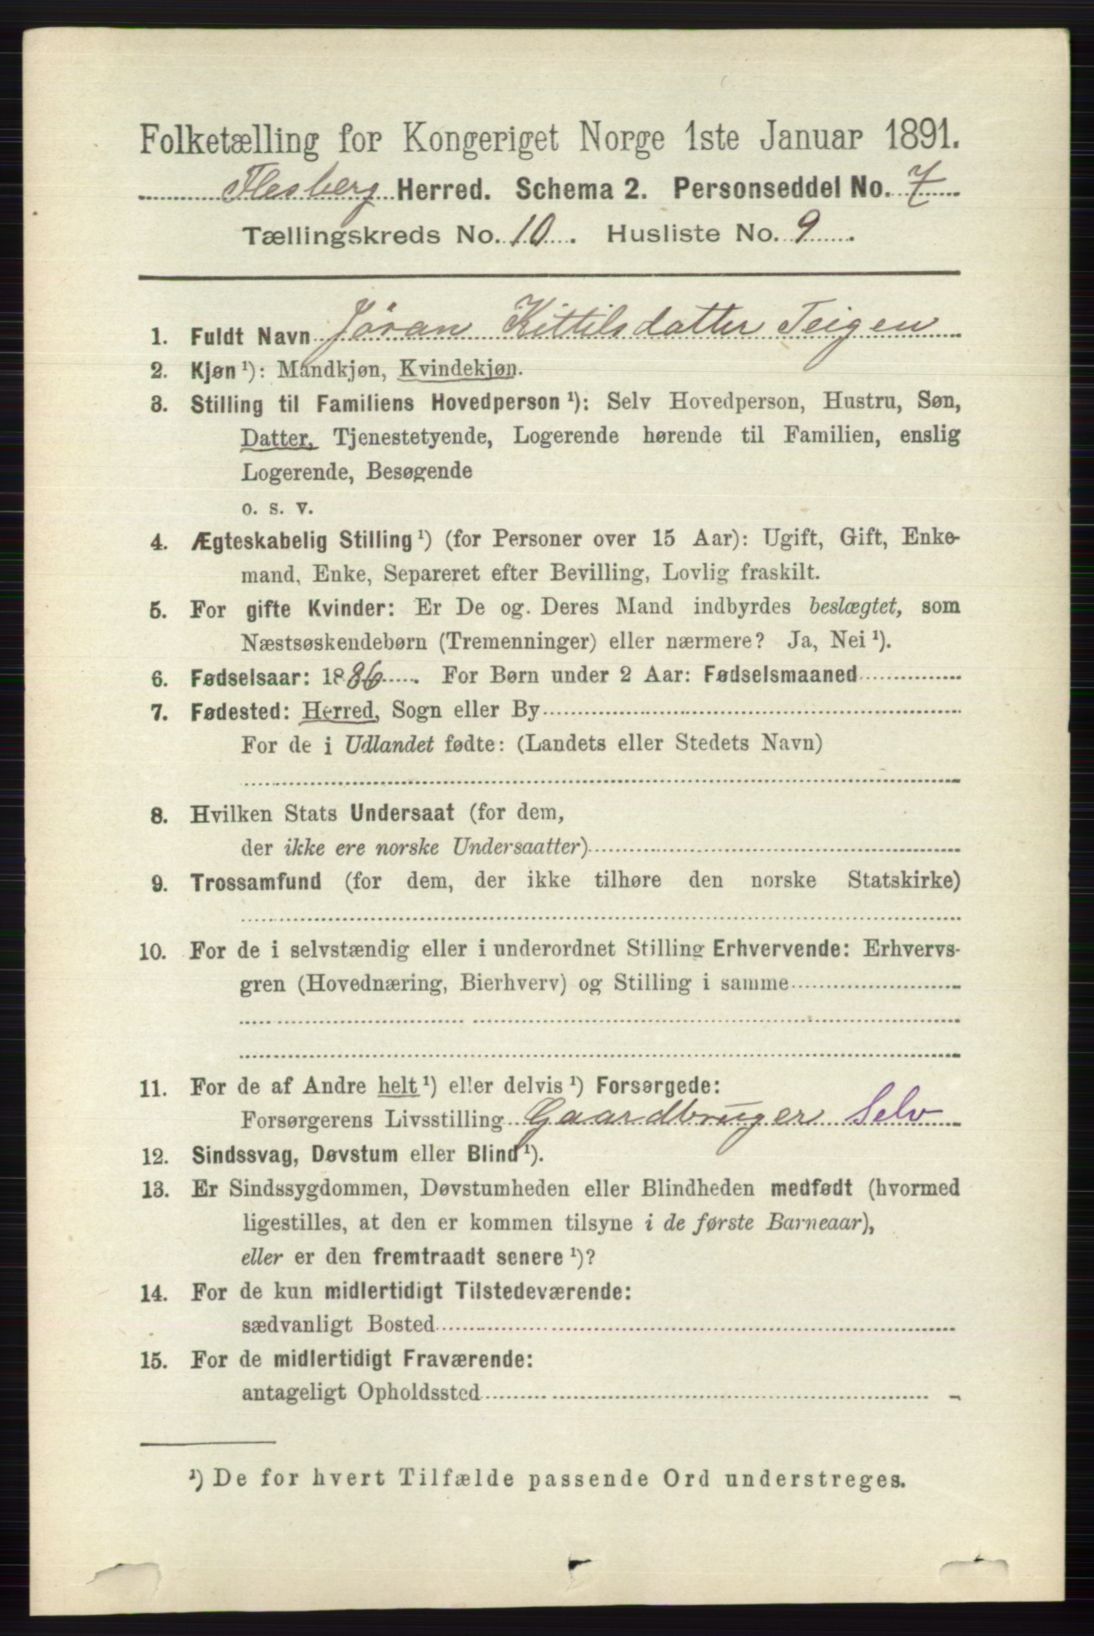 Folketælling for Kongeriget Norge 1ste Januar 1891.
Flesberg Herred. Schema 2. Personseddel No. 7
Tællingskreds No. 10. Husliste No. 9.
1. Fuldt Navn Jøran Kittilsdatter Teigen
2. Kjøn ¹): Mandkjøn, Kvindekjøn.
3. Stilling til Familiens Hovedperson ¹): Selv Hovedperson, Hustru, Søn,
Datter, Tjenestetyende, Logerende hørende til Familien, enslig
Logerende, Besøgende
o. s. v.
4. Ægteskabelig Stilling ¹) (for Personer over 15 Aar): Ugift, Gift, Enke-
mand, Enke, Separeret efter Bevilling, Lovlig fraskilt.
5. For gifte Kvinder: Er De og. Deres Mand indbyrdes beslægtet, som
Næstsøskendebørn (Tremenninger) eller nærmere? Ja, Nei ¹).
6. Fødselsaar: 1886. For Børn under 2 Aar: Fødselsmaaned
7. Fødested: Herred, Sogn eller By
For de i Udlandet fødte: (Landets eller Stedets Navn)
8. Hvilken Stats Undersaat (for dem,
der ikke ere norske Undersaatter)
9. Trossamfund (for dem, der ikke tilhøre den norske Statskirke)
10. For de i selvstændig eller i underordnet Stilling Erhvervende: Erhvervs-
gren (Hovednæring, Bierhverv) og Stilling i samme
11. For de af Andre helt ¹) eller delvis ¹) Forsørgede:
Forsørgerens Livsstilling Gaardbruger Selv
12. Sindssvag, Døvstum eller Blind ¹).
13. Er Sindssygdommen, Døvstumheden eller Blindheden medfødt (hvormed
ligestilles, at den er kommen tilsyne i de første Barneaar),
eller er den fremtraadt senere ¹)?
14. For de kun midlertidigt Tilstedeværende:
sædvanligt Bosted
15. For de midlertidigt Fraværende:
antageligt Opholdssted
¹) De for hvert Tilfælde passende Ord understreges.